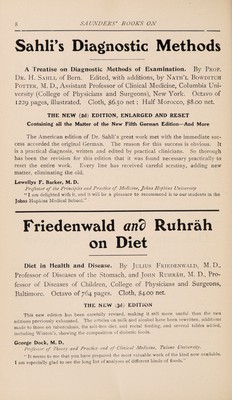 8 SAUNDERS' BOOKS ON
Sahli's Diagnostic Methods
A Treatise on Diagnostic Methods of Examination. By PROF.
DR. H. SAHLI, of Bern. Edited, with additions, by NATH'L BOWDITCH
POTTER, M. D., Assistant Professor of Clinical Medicine, Columbia Uni-
versity (College of Physicians and Surgeons), New York. Octavo of
1229 pages, illustrated. Cloth, $6.50 net; Half Morocco, $8.00 net.
THE NEW (2d) EDITION, ENLARGED AND RESET
Containing all the Matter of the New Fifth German Edition—And More
The American edition of Dr. Sahli's great work met with the immediate suc-
cess accorded the original German. The reason for this success is obvious. It
is a practical diagnosis, written and edited by practical clinicians. So thorough
has been the revision for this edition that it was found necessary practically to
reset the entire work. Every line has received careful scrutiny, adding new
matter, eliminating the old.
Lewellys F. Barker, M. D.
Professor of the Principles and Practice of Medicine, Johns Hopkins University
"I am delighted with it, and it will be a pleasure to recommend it to our students in the
Johns Hopkins Medical School."
Friedenwald and Ruhräh
on Diet
Diet in Health and Disease. By JULIUS FRIEDENWALD, M. D.,
Professor of Diseases of the Stomach, and JOHN RUHRÄH, M. D., Pro-
fessor of Diseases of Children, College of Physicians and Surgeons,
Baltimore. Octavo of 764 pages. Cloth, $4.00 net.
THE NEW (3d) EDITION
This new edition has been carefully revised, making it still more useful than the two
editions previously exhausted. The articles on milk and alcohol have been rewritten, additions
made to those on tuberculosis, the salt-free diet, and rectal feeding, and several tables added,
including Winton's, showing the composition of diabetic foods.
George Dock, M. D.
Professor of Theory and Practice and of Clinical Medicine, Tulane University.
"It seems to me that you have prepared the most valuable work of the kind now available.
I am especially glad to see the long list of analyses of different kinds of foods."